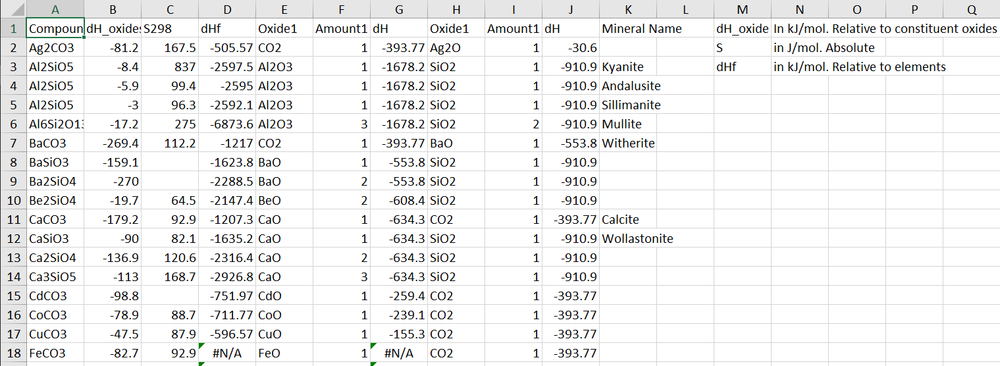 A B C D E F G H I J K L M N O P Q
1 Compoun dH_oxides S298 dHf Oxide1 Amount1 dH Oxide1 Amount1 dH Mineral Name dH_oxide In kJ/mol. Relative to constituent oxides
2 Ag2CO3 -81.2 167.5 -505.57 CO2 1 -393.77 Ag2O 1 -30.6 S in J/mol. Absolute
3 Al2SiO5 -8.4 837 -2597.5 Al2O3 1 -1678.2 SiO2 1 -910.9 Kyanite dHf in kJ/mol. Relative to elements
4 Al2SiO5 -5.9 99.4 -2595 Al2O3 1 -1678.2 SiO2 1 -910.9 Andalusite
5 Al2SiO5 -3 96.3 -2592.1 Al2O3 1 -1678.2 SiO2 1 -910.9 Sillimanite
6 Al6Si2O13 -17.2 275 -6873.6 Al2O3 3 -1678.2 SiO2 2 -910.9 Mullite
7 BaCO3 -269.4 112.2 -1217 CO2 1 -393.77 BaO 1 -553.8 Witherite
8 BaSiO3 -159.1 -1623.8 BaO 1 -553.8 SiO2 1 -910.9
9 Ba2SiO4 -270 -2288.5 BaO 2 -553.8 SiO2 1 -910.9
10 Be2SiO4 -19.7 64.5 -2147.4 BeO 2 -608.4 SiO2 1 -910.9
11 CaCO3 -179.2 92.9 -1207.3 CaO 1 -634.3 CO2 1 -393.77 Calcite
12 CaSiO3 -90 82.1 -1635.2 CaO 1 -634.3 SiO2 1 -910.9 Wollastonite
13 Ca2SiO4 -136.9 120.6 -2316.4 CaO 2 -634.3 SiO2 1 -910.9
14 Ca3SiO5 -113 168.7 -2926.8 CaO 3 -634.3 SiO2 1 -910.9
15 CdCO3 -98.8 -751.97 CdO 1 -259.4 CO2 1 -393.77
16 CoCO3 -78.9 88.7 -711.77 CoO 1 -239.1 CO2 1 -393.77
17 CuCO3 -47.5 87.9 -596.57 CuO 1 -155.3 CO2 1 -393.77
18 FeCO3 -82.7 92.9 #N/A FeO 1 #N/A CO2 1 -393.77